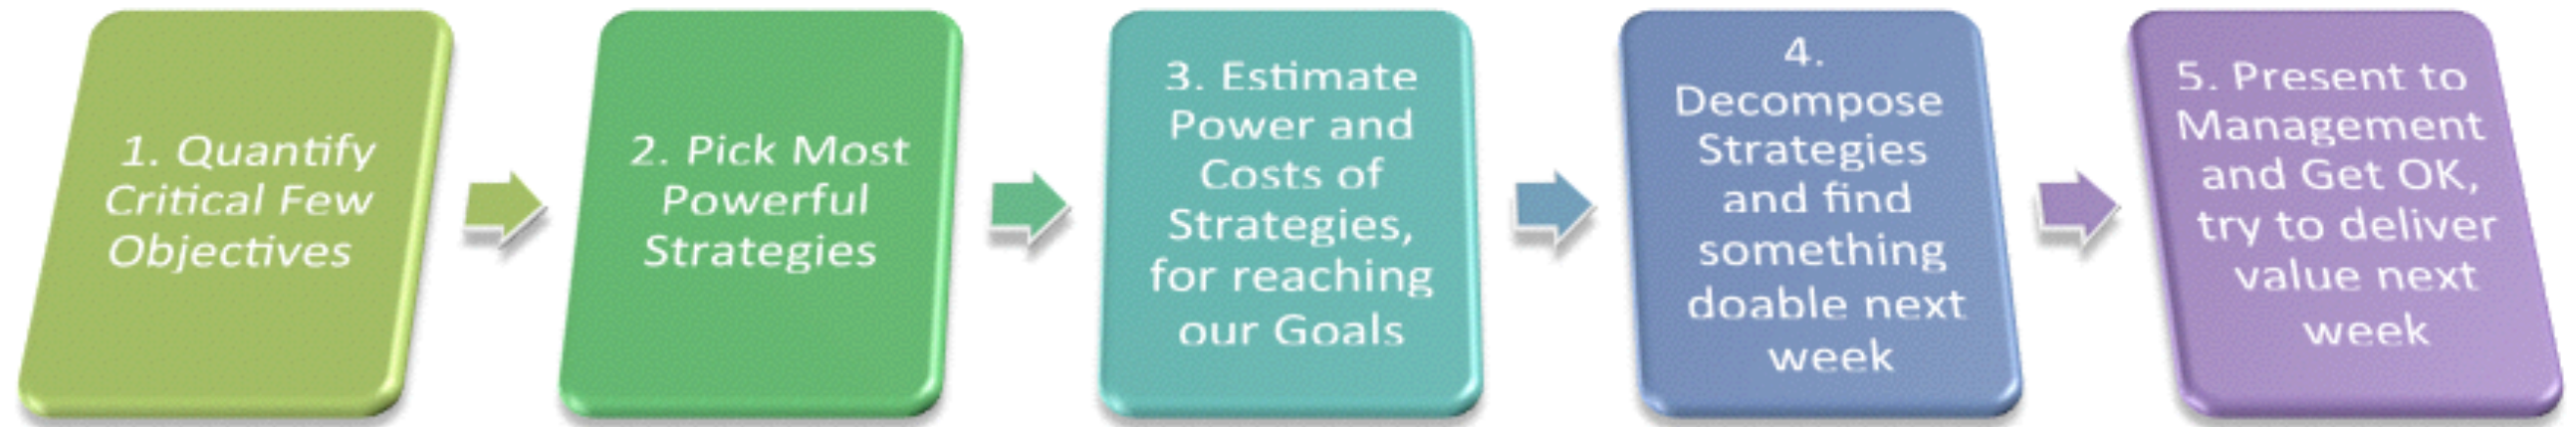 1. Quantify
Critical Few
Objectives
2. Pick Most
Powerful
Strategies
3. Estimate
Power and
Costs of
Strategies,
for reaching
our Goals
4.
Decompose
Strategies
and find
something
doable next
week
5. Present to
Management
and Get OK,
try to deliver
value next
week